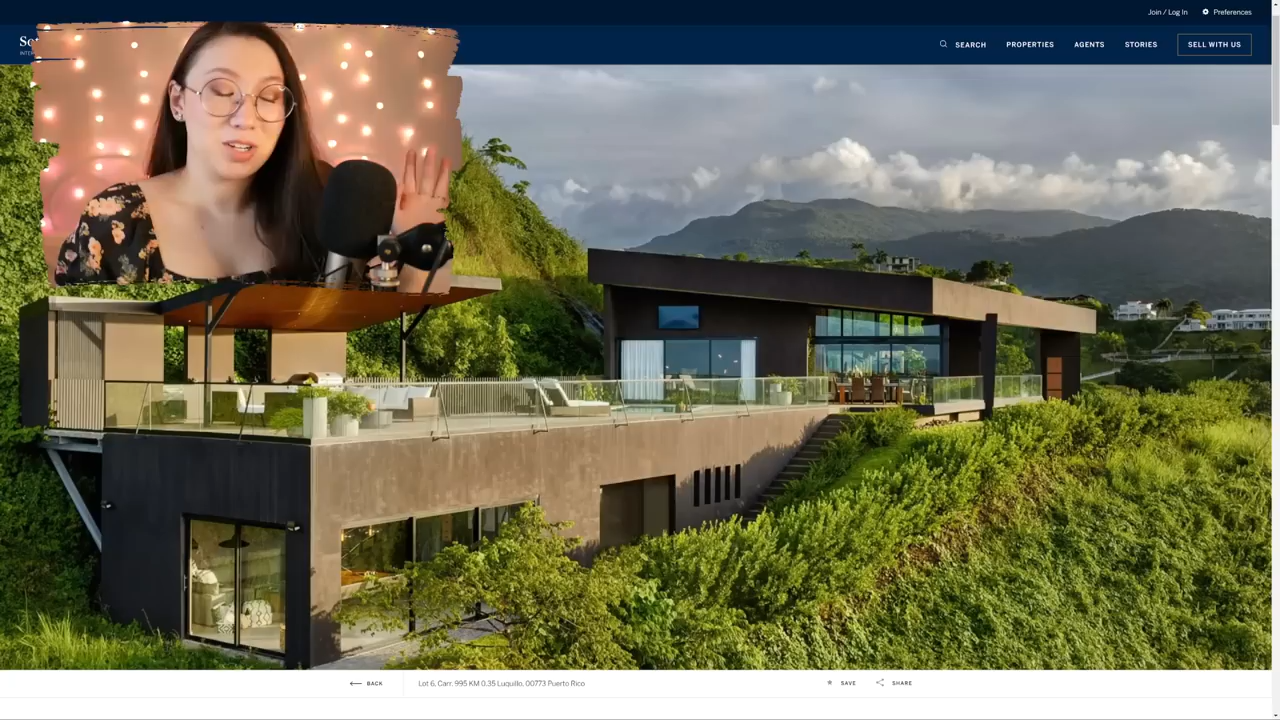 Join / Log In
Preferences
SEARCH
PROPERTIES
AGENTS
STORIES
SELL WITH US
BACK
Lot 6, Carr. 995 KM 0.35 Luquillo, 00773 Puerto Rico
SAVE
SHARE